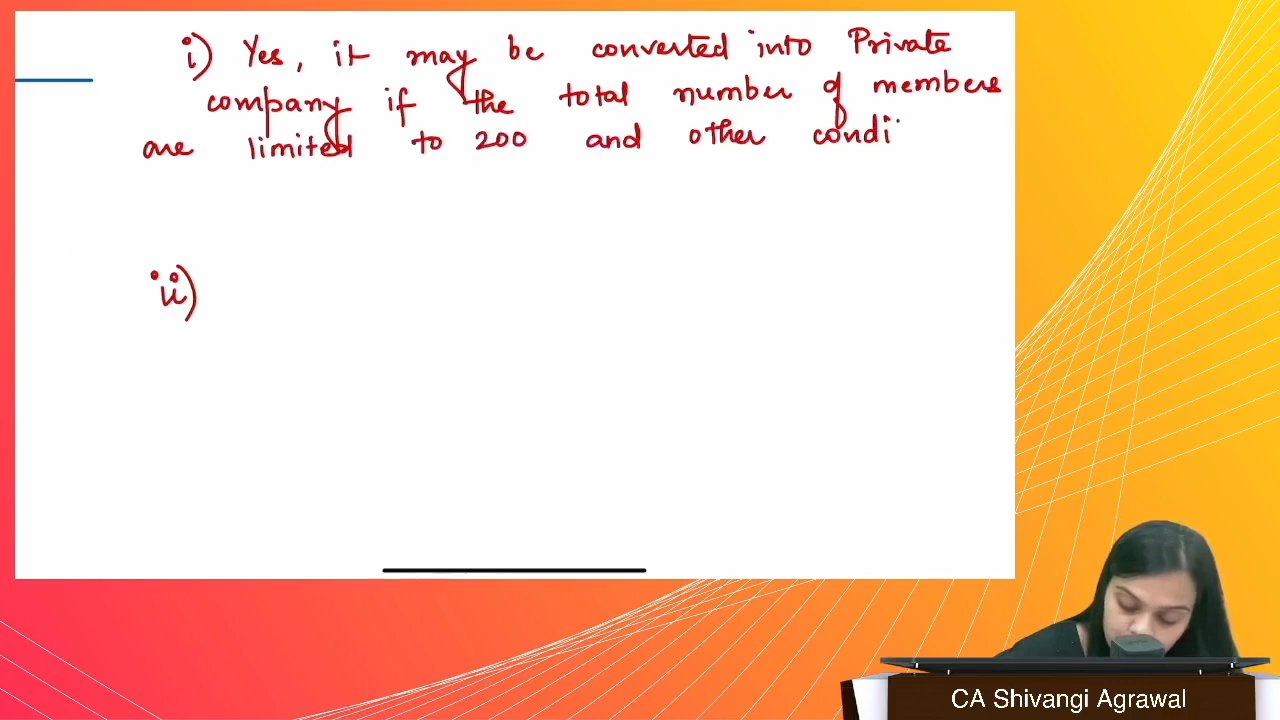 i) Yes, it may be converted into Private
company if the total number of members
are limited to 200 and other condi
ii)
CA Shivangi Agrawal